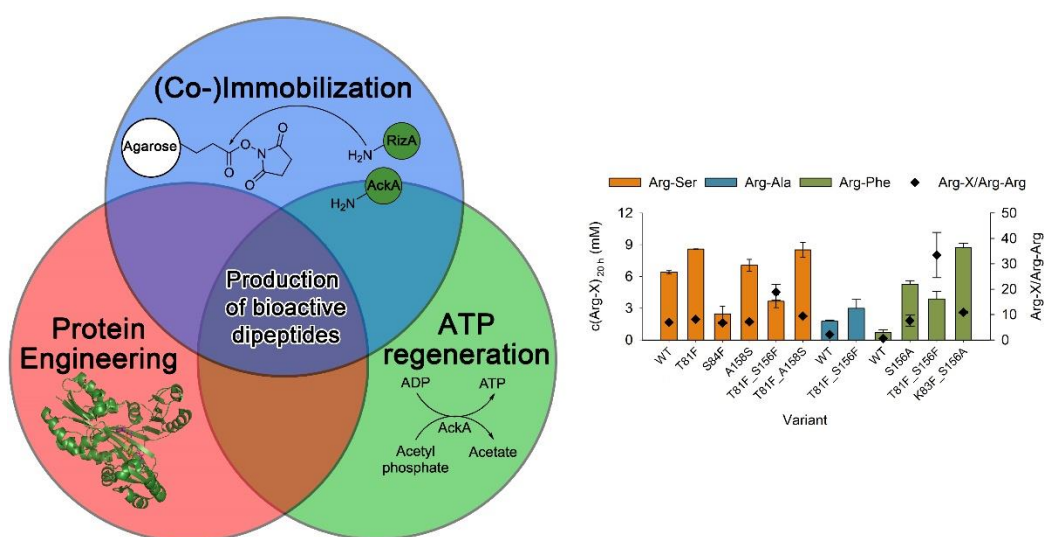 (Co-)Immobilization
Agarose
O
O
N
O
O
H₂N
RizA
H₂N
AckA
Production
of bioactive
dipeptides
Protein
Engineering
ATP
regeneration
ADP
ATP
AckA
Acetyl
phosphate
Acetate
Arg-Ser
Arg-Ala
Arg-Phe
Arg-X/Arg-Arg
c(Arg-X)20 h (mM)
12
9
6
3
0
50
40
30
20
10
0
Arg-X/Arg-Arg
WT
T81F
S84F
A158S
T81F_S156F
T81F_A158S
WT
T81F_S156F
WT
S156A
T81F_S156F
K83F_S156A
Variant